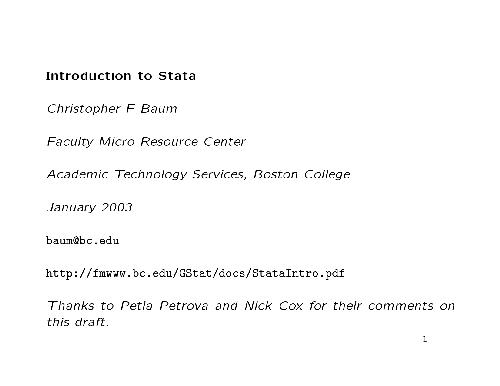 Introduction to Stata
Christopher F Baum
Faculty Micro Resource Center
Academic Technology Services, Boston College
January 2003
baum@bc.edu
http://fmwww.bc.edu/GStat/docs/StataIntro.pdf
Thanks to Petia Petrova and Nick Cox for their comments on
this draft.
1